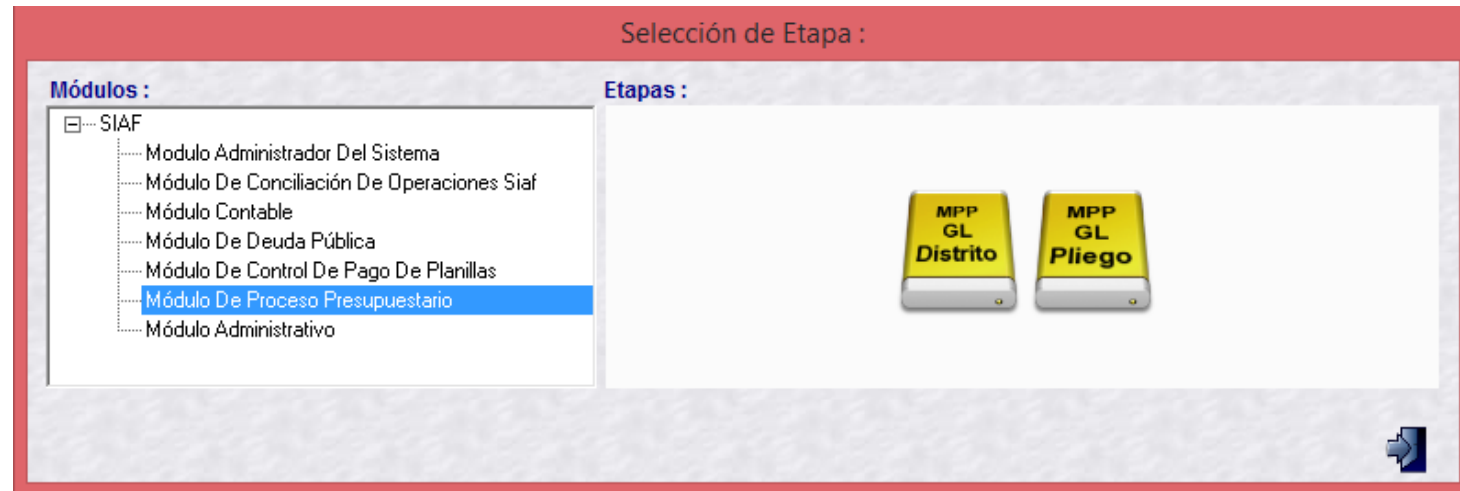 Selección de Etapa :
Módulos :
SIAF
Modulo Administrador Del Sistema
Módulo De Conciliación De Operaciones Siaf
Módulo Contable
Módulo De Deuda Pública
Módulo De Control De Pago De Planillas
Módulo De Proceso Presupuestario
Módulo Administrativo
Etapas :
MPP
GL
Distrito
MPP
GL
Pliego